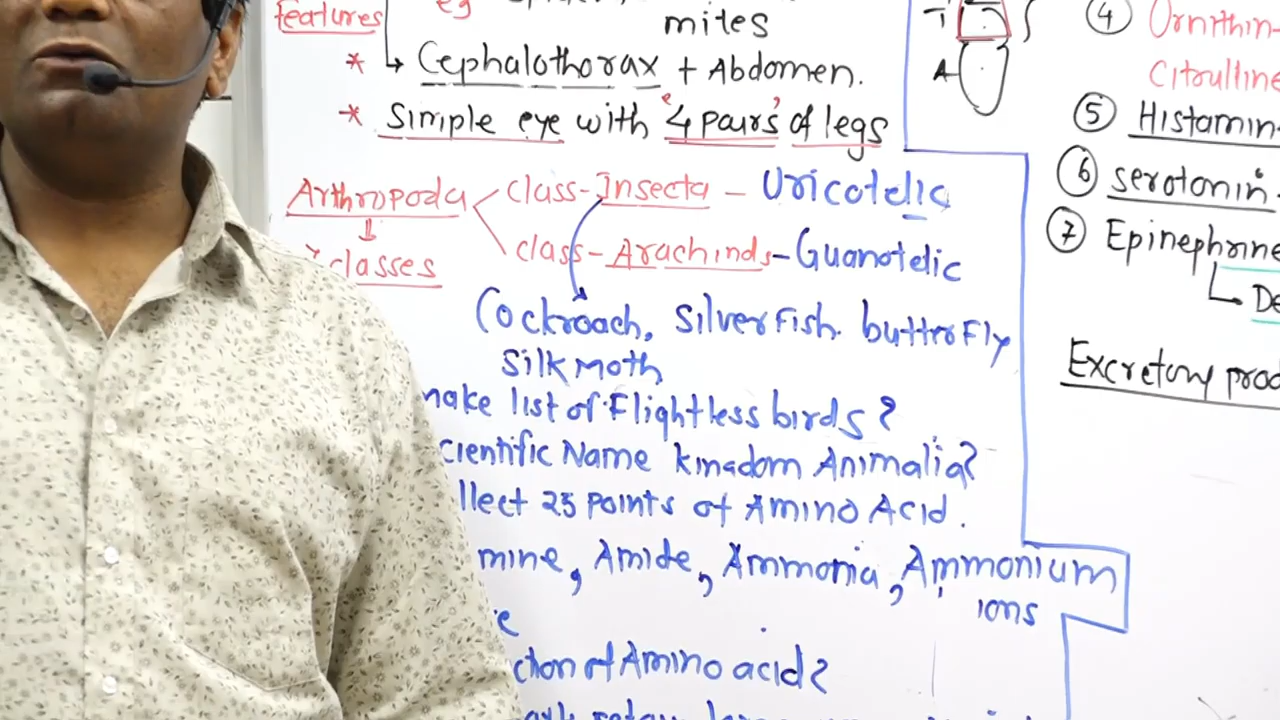 features
eg
mites
* ↳ Cephalothorax + Abdomen.
* Simple eye with "4 pairs" of legs
Arthropoda
classes
class-Insecta - Uricotelic
class-Arachinds-Guanotelic
Cockroach, Silverfish. butterfly
Silkmoth
make list of Flightless birds?
cientific Name kingdom Animalia?
llect 25 points of Amino Acid.
mine, Amide, Ammonia, Ammonium
ions
ction of Amino acid?
T
A
④ Ornithin-
Citrulline
⑤ Histamin
⑥ serotonin.
⑦ Epinephrine
↳ De
Excretory prod